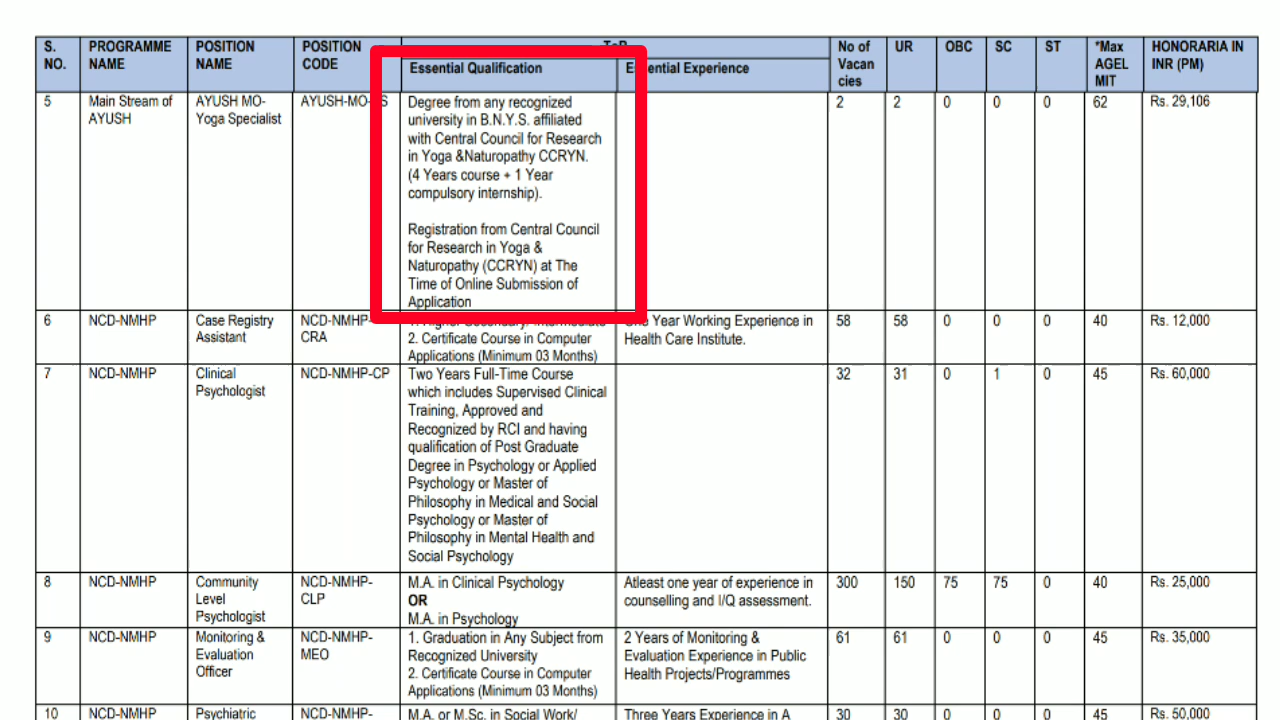 S. NO. PROGRAMME NAME POSITION NAME POSITION CODE No of Vacan cies UR OBC SC ST *Max AGELMIT HONORARIA IN INR (PM)
Essential Qualification Experience
5 Main Stream of AYUSH AYUSH MO- Yoga Specialist
Degree from any recognized
university in B.N.Y.S. affiliated
with Central Council for Research
in Yoga &Naturopathy CCRYN.
(4 Years course + 1 Year
compulsory internship).
Registration from Central Council
for Research in Yoga &
Naturopathy (CCRYN) at The
Time of Online Submission of
Application
2 2 0 0 0 62 Rs. 29,106
6 NCD-NMHP Case Registry Assistant NCD-NMHP-CRA
2. Certificate Course in Computer
Applications (Minimum 03 Months)
Year Working Experience in
Health Care Institute.
58 58 0 0 0 40 Rs. 12,000
7 NCD-NMHP Clinical Psychologist NCD-NMHP-CP
Two Years Full-Time Course
which includes Supervised Clinical
Training, Approved and
Recognized by RCI and having
qualification of Post Graduate
Degree in Psychology or Applied
Psychology or Master of
Philosophy in Medical and Social
Psychology or Master of
Philosophy in Mental Health and
Social Psychology
32 31 0 1 0 45 Rs. 60,000
8 NCD-NMHP Community Level Psychologist NCD-NMHP-CLP
M.A. in Clinical Psychology
OR
M.A. in Psychology
Atleast one year of experience in
counselling and I/Q assessment.
300 150 75 75 0 40 Rs. 25,000
9 NCD-NMHP Monitoring & Evaluation Officer NCD-NMHP-MEO
1. Graduation in Any Subject from
Recognized University
2. Certificate Course in Computer
Applications (Minimum 03 Months)
2 Years of Monitoring &
Evaluation Experience in Public
Health Projects/Programmes
61 61 0 0 0 45 Rs. 35,000
10 NCD-NMHP Psychiatric NCD-NMHP- M.A. or M.Sc. in Social Work/ Three Years Experience in A 30 30 0 0 0 45 Rs. 50,000